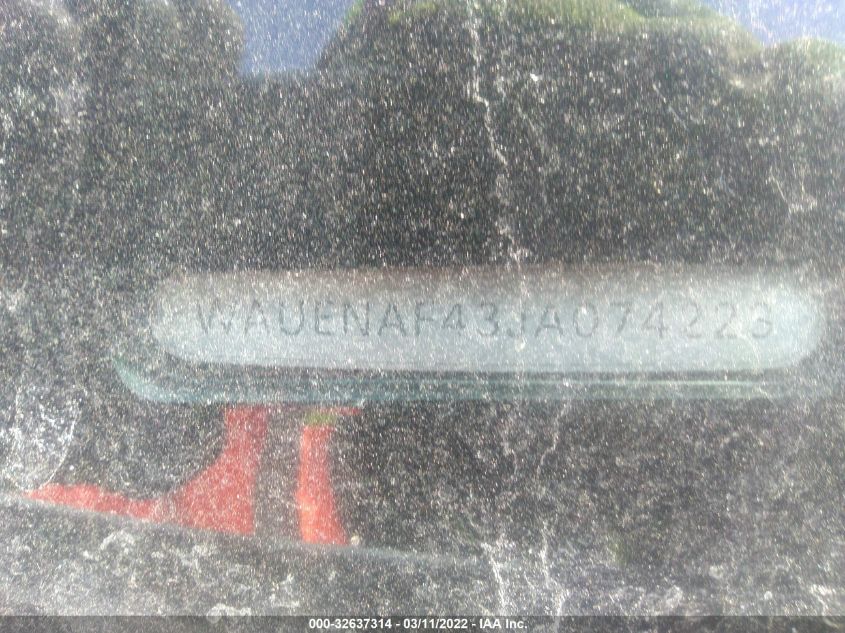 WAUENAF43JA074223
000-32637314 - 03/11/2022 - IAA Inc.